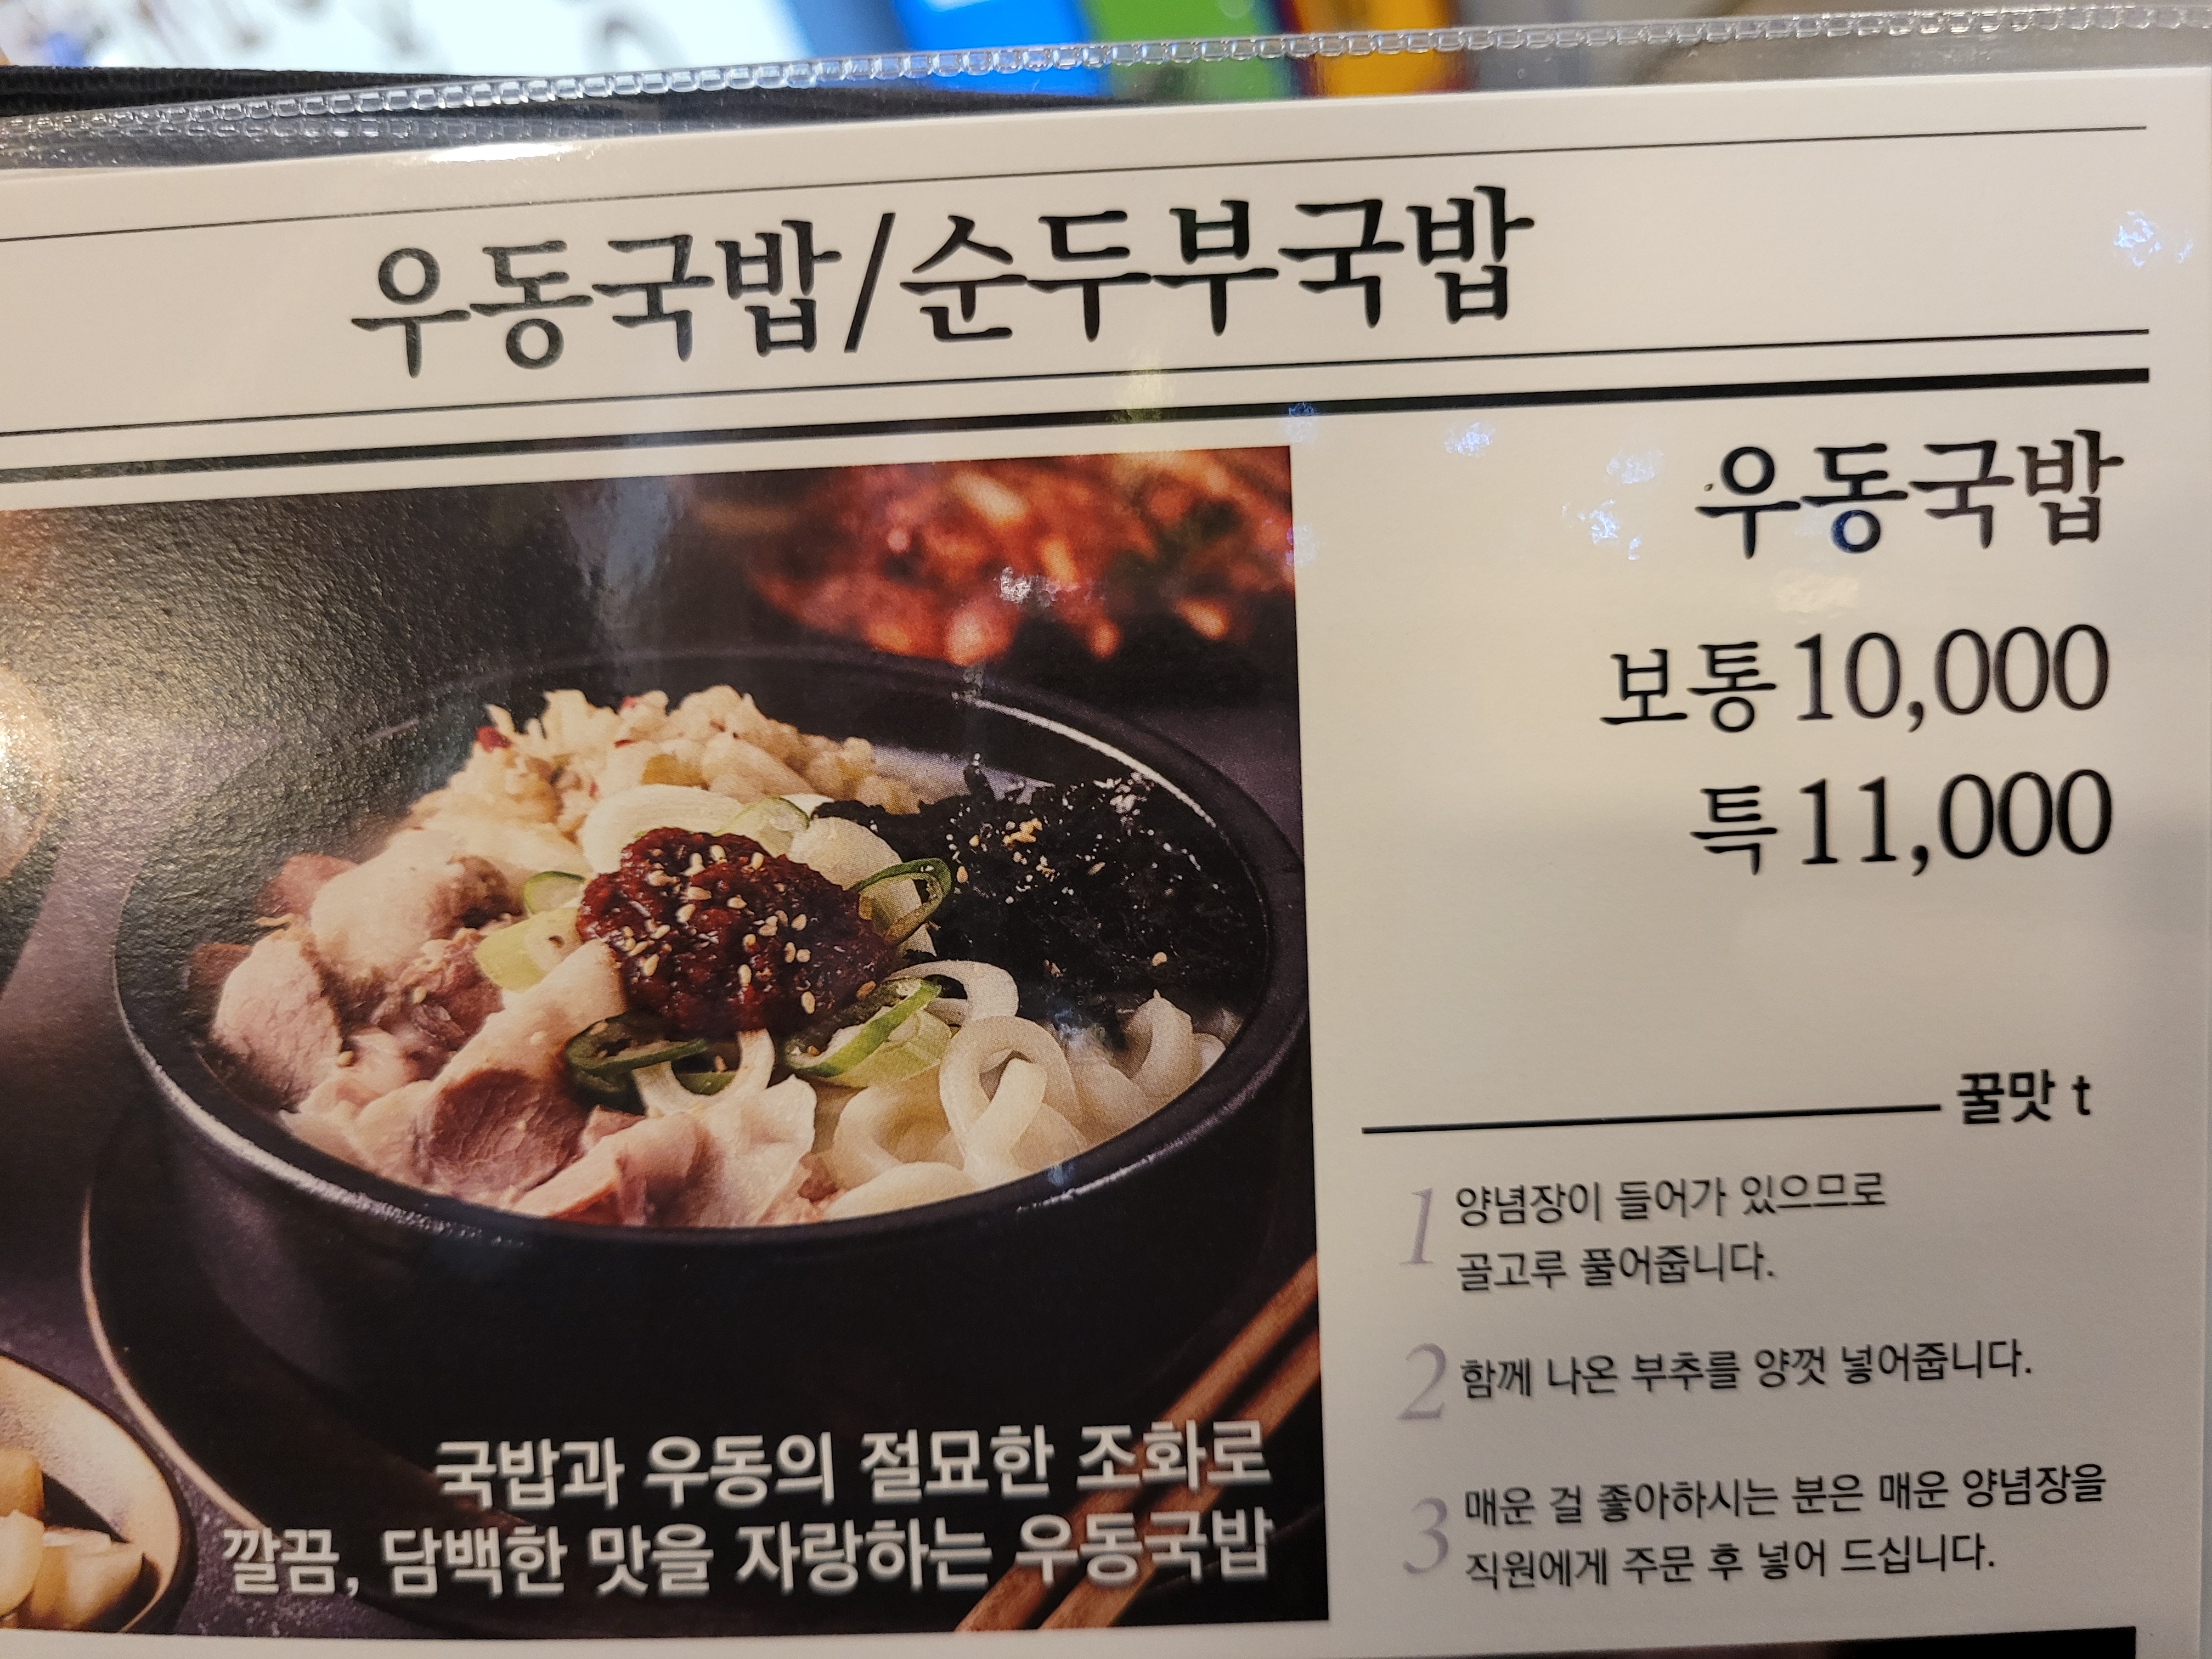 우동국밥/순두부국밥
우동국밥
보통 10,000
특 11,000
꿀맛 t
1 양념장이 들어가 있으므로
골고루 풀어줍니다.
2 함께 나온 부추를 양껏 넣어줍니다.
3 매운 걸 좋아하시는 분은 매운 양념장을
직원에게 주문 후 넣어 드십니다.
국밥과 우동의 절묘한 조화로
깔끔, 담백한 맛을 자랑하는 우동국밥